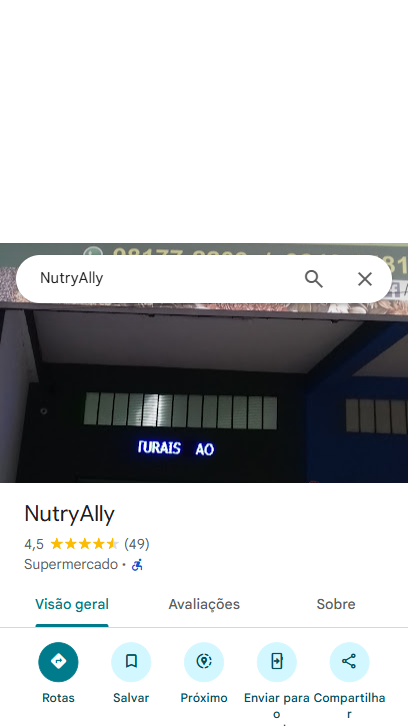 NutryAlly
TURAIS AO
NutryAlly
4,5 (49)
Supermercado ·
Visão geral
Avaliações
Sobre
Rotas
Salvar
Próximo
Enviar para o
Compartilhar